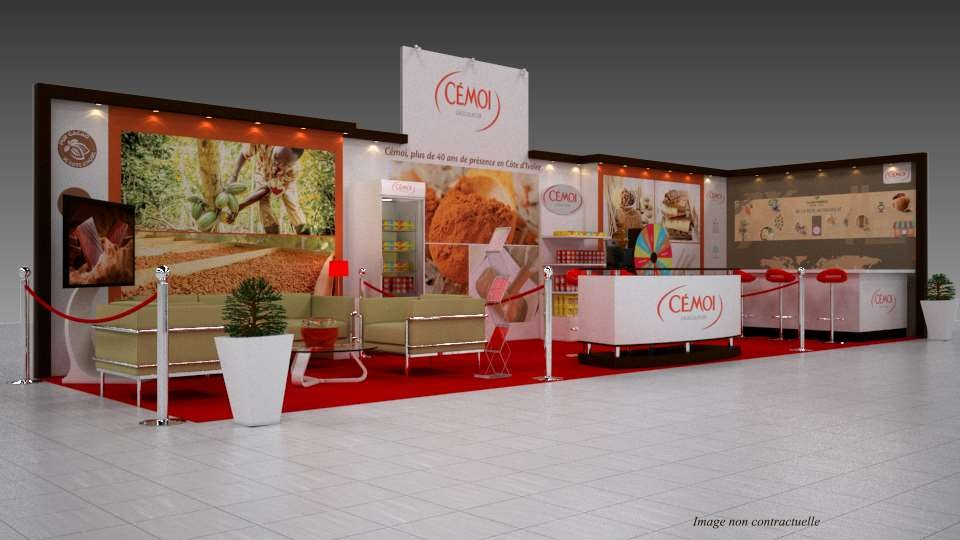 CÉMOI
CHOCOLATIER
Cémoi, plus de 40 ans de présence en Côte d'Ivoire
CÉMOI
CÉMOI
CÉMOI
CHOCOLATIER
CÉMOI
Image non contractuelle